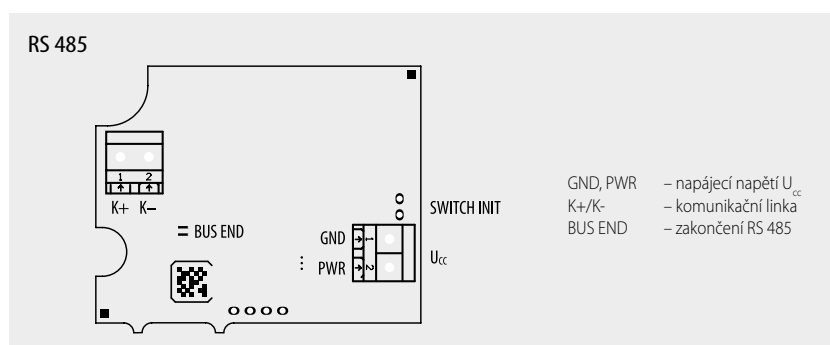 RS 485
1 2
K+ K–
BUS END
SWITCH INIT
GND 1
PWR 2
Ucc
GND, PWR – napájecí napětí Ucc
K+/K- – komunikační linka
BUS END – zakončení RS 485